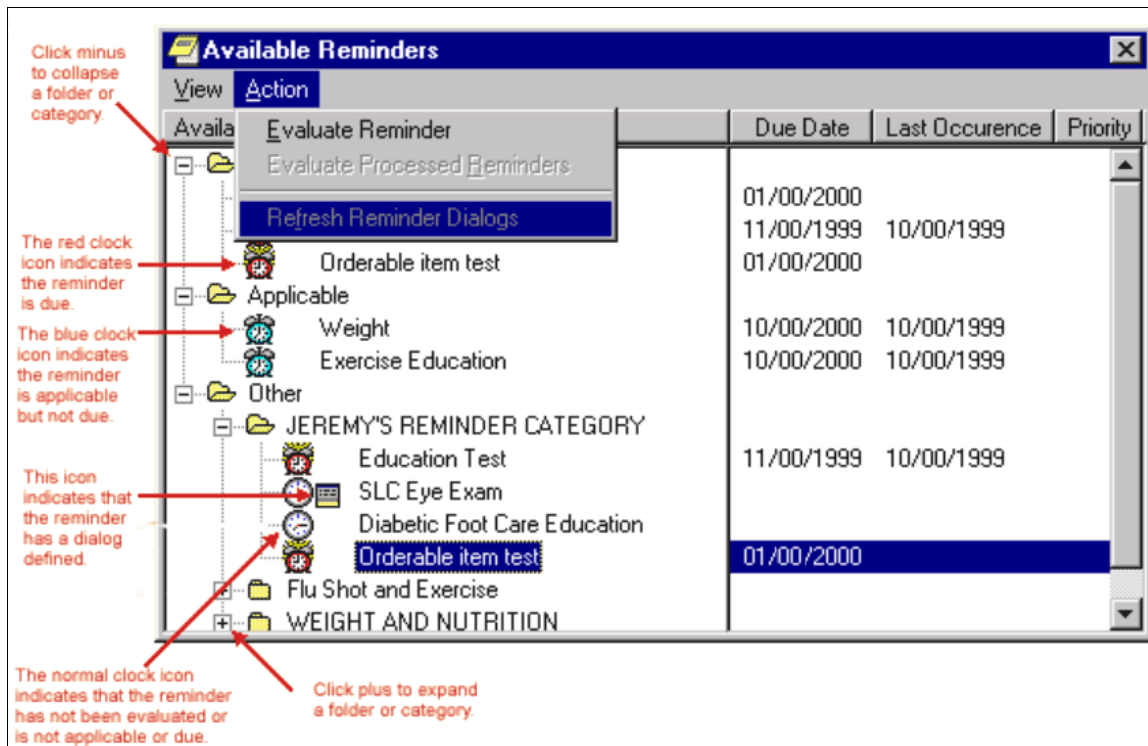 Click minus
to collapse
a folder or
category.
Available Reminders
View Action
Availa
Due Date Last Occurence Priority
Evaluate Reminder
Evaluate Processed Reminders
Refresh Reminder Dialogs
01/00/2000
11/00/1999 10/00/1999
The red clock
icon indicates
the reminder
is due.
Orderable item test 01/00/2000
Applicable
The blue clock
icon indicates
the reminder
is applicable
but not due.
Weight 10/00/2000 10/00/1999
Exercise Education 10/00/2000 10/00/1999
Other
JEREMY'S REMINDER CATEGORY
Education Test 11/00/1999 10/00/1999
This icon
indicates that
the reminder
has a dialog
defined.
SLC Eye Exam
Diabetic Foot Care Education
Orderable item test 01/00/2000
Flu Shot and Exercise
WEIGHT AND NUTRITION
The normal clock icon
indicates that the reminder
has not been evaluated or
is not applicable or due.
Click plus to expand
a folder or category.